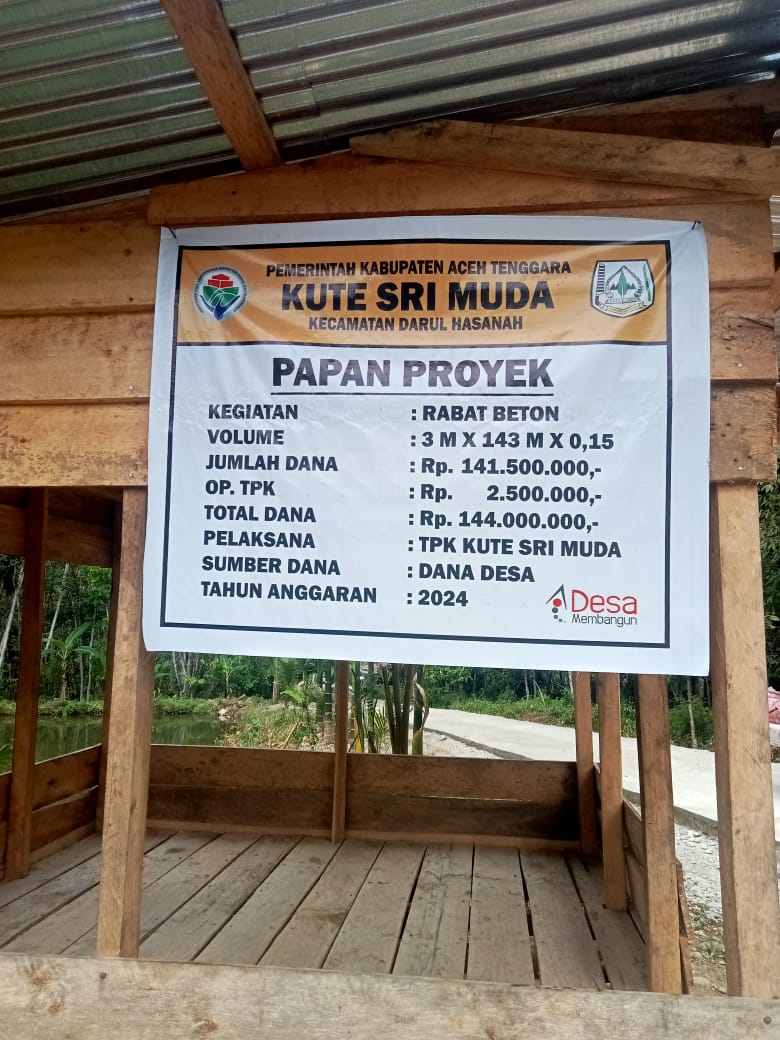 PEMERINTAH KABUPATEN ACEH TENGGARA
KUTE SRI MUDA
KECAMATAN DARUL HASANAH
PAPAN PROYEK
KEGIATAN : RABAT BETON
VOLUME : 3 M X 143 M X 0,15
JUMLAH DANA : Rp. 141.500.000,-
OP. TPK : Rp. 2.500.000,-
TOTAL DANA : Rp. 144.000.000,-
PELAKSANA : TPK KUTE SRI MUDA
SUMBER DANA : DANA DESA
TAHUN ANGGARAN : 2024
Desa
Membangun